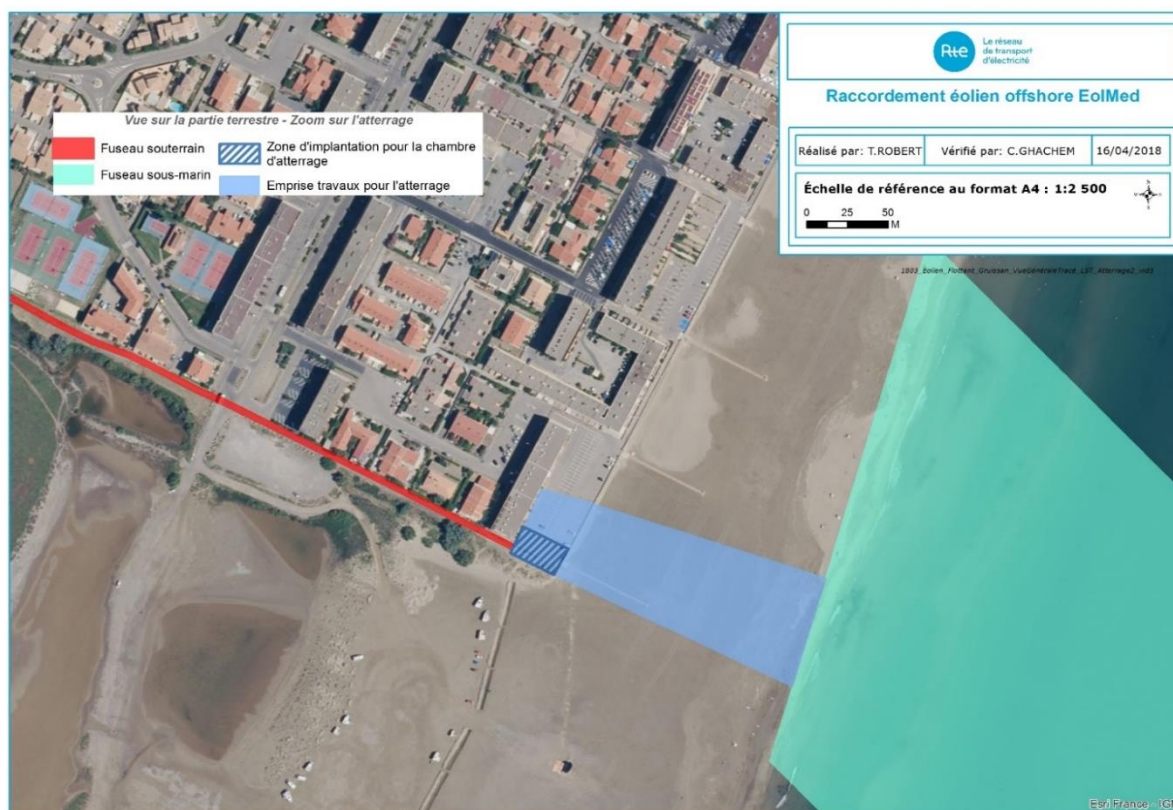 Rte
Le réseau
de transport
d'électricité
Raccordement éolien offshore EolMed
Réalisé par: T.ROBERT
Vérifié par: C.GHACHEM
16/04/2018
Échelle de référence au format A4 : 1:2 500
0 25 50
M
Vue sur la partie terrestre - Zoom sur l'atterrage
Fuseau souterrain
Zone d'implantation pour la chambre
d'atterrage
Fuseau sous-marin
Emprise travaux pour l'atterrage
Esri France